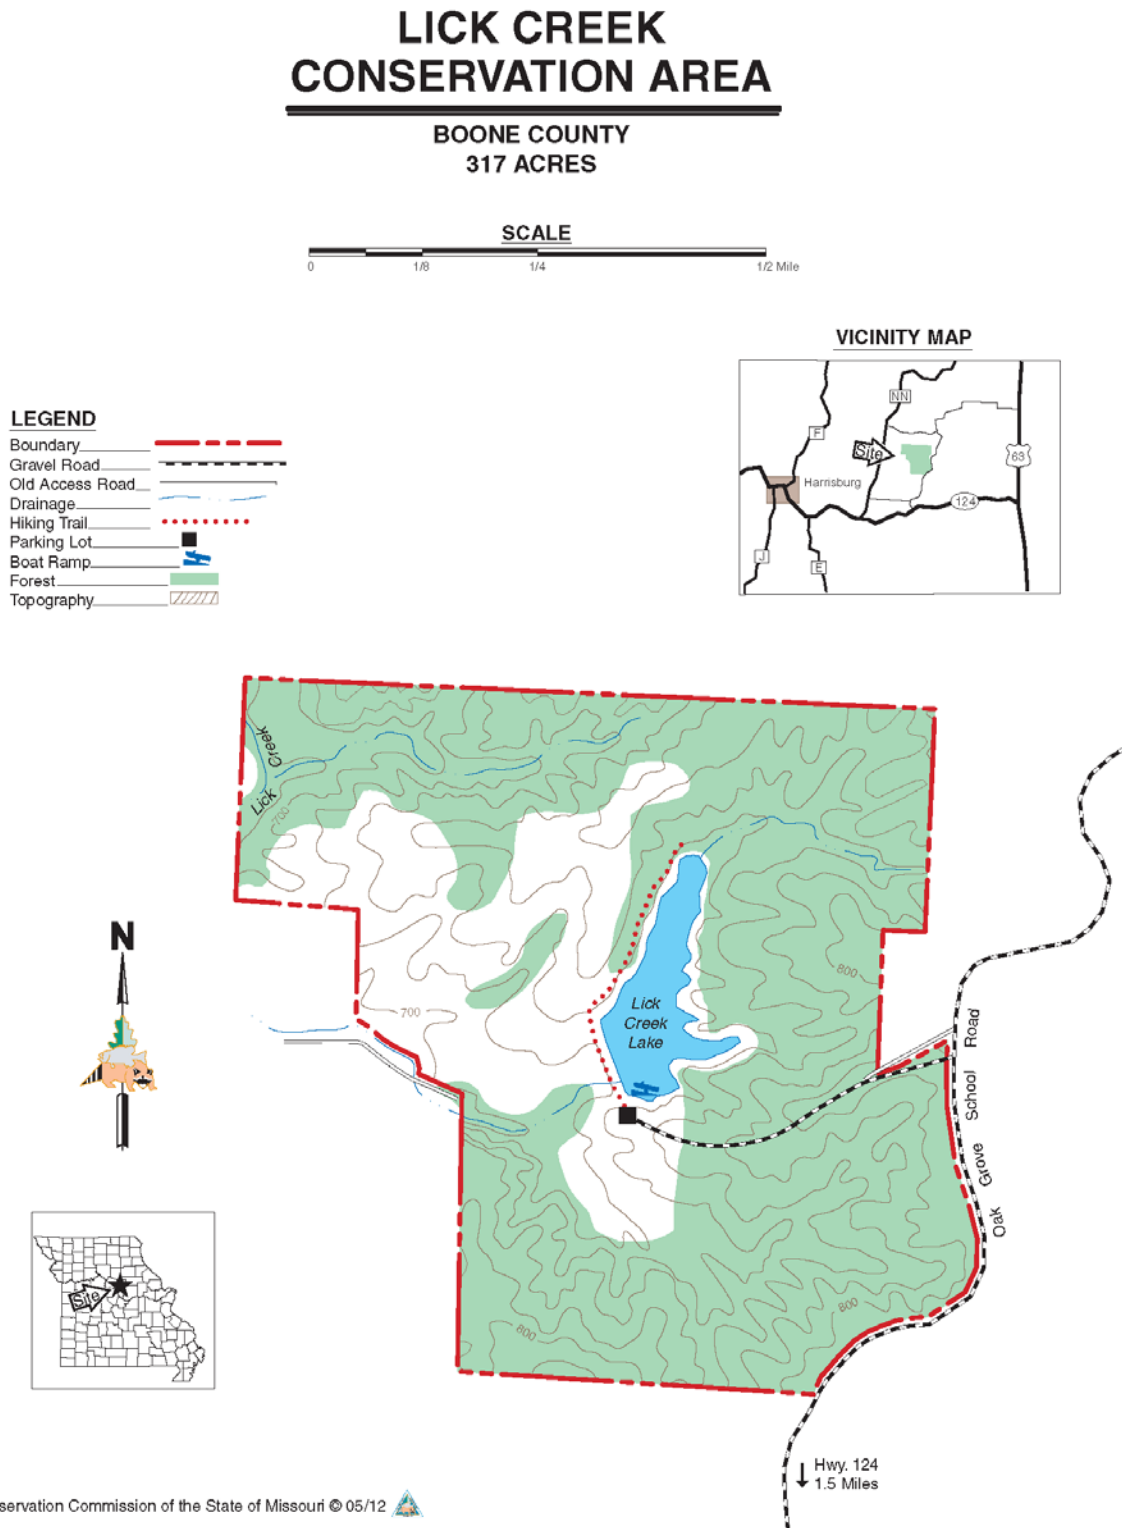 LICK CREEK
CONSERVATION AREA
BOONE COUNTY
317 ACRES
SCALE
0 1/8 1/4 1/2 Mile
VICINITY MAP
NN
F
Site
63
Harrisburg
124
J
E
LEGEND
Boundary
Gravel Road
Old Access Road
Drainage
Hiking Trail
Parking Lot
Boat Ramp
Forest
Topography
Lick Creek
700
N
800
700
Lick
Creek
Lake
Oak Grove School Road
Site
800
800
Hwy. 124
1.5 Miles
servation Commission of the State of Missouri © 05/12